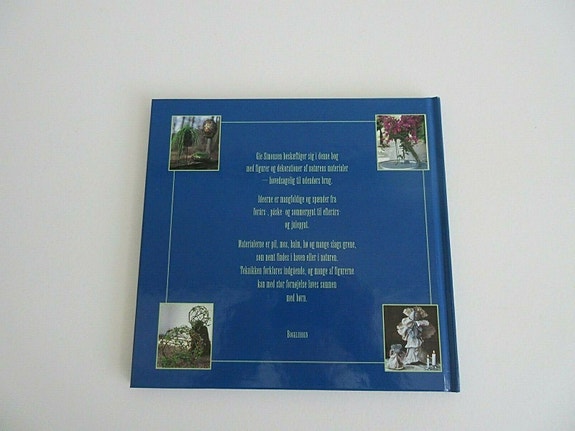 Gie Simonsen beskæftiger sig i denne bog
med figurer og dekorationer af naturens materialer
— hovedsagelig til udendørs brug.
Ideerne er mangfoldige og spænder fra
forårs-, påske- og sommerpynt til efterårs-
og julepynt.
Materialerne er pil, mos, halm, hø og mange slags grene,
som nemt findes i haven eller i naturen.
Teknikken forklares indgående, og mange af figurerne
kan med stor fornøjelse laves sammen
med børn.